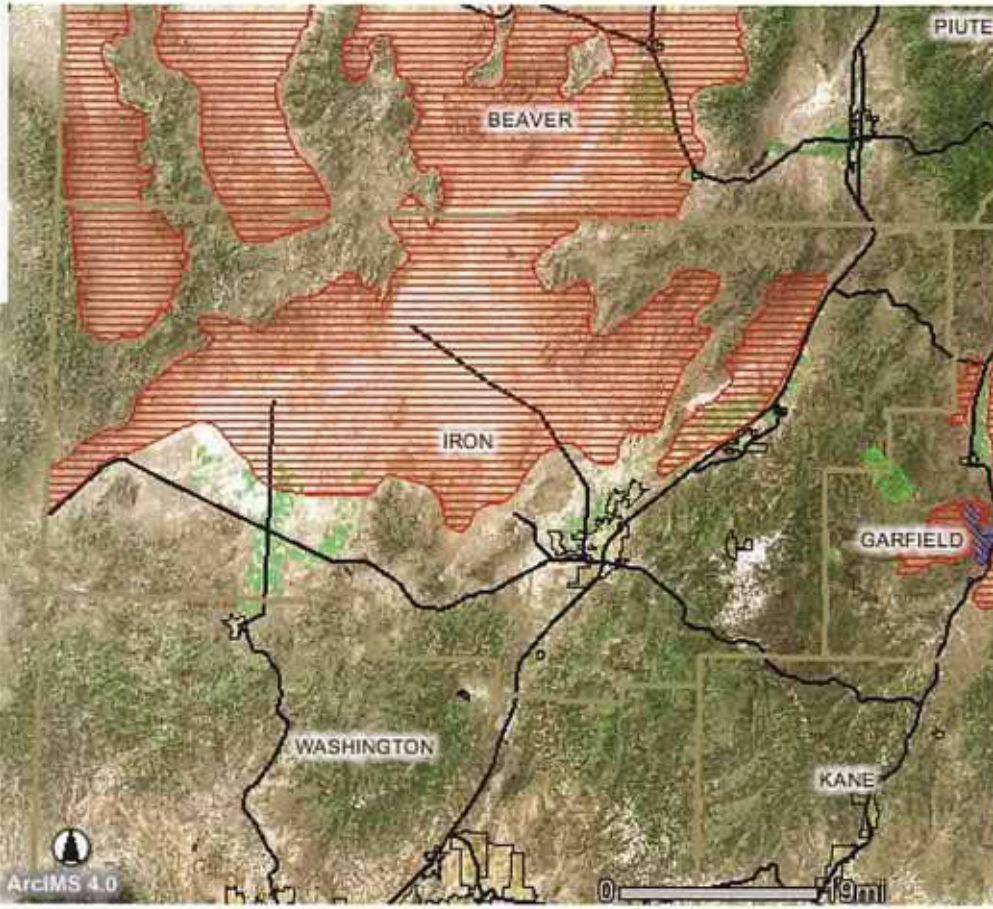 PIUTE
BEAVER
IRON
GARFIELD
WASHINGTON
KANE
ArcIMS 4.0
0 19mi